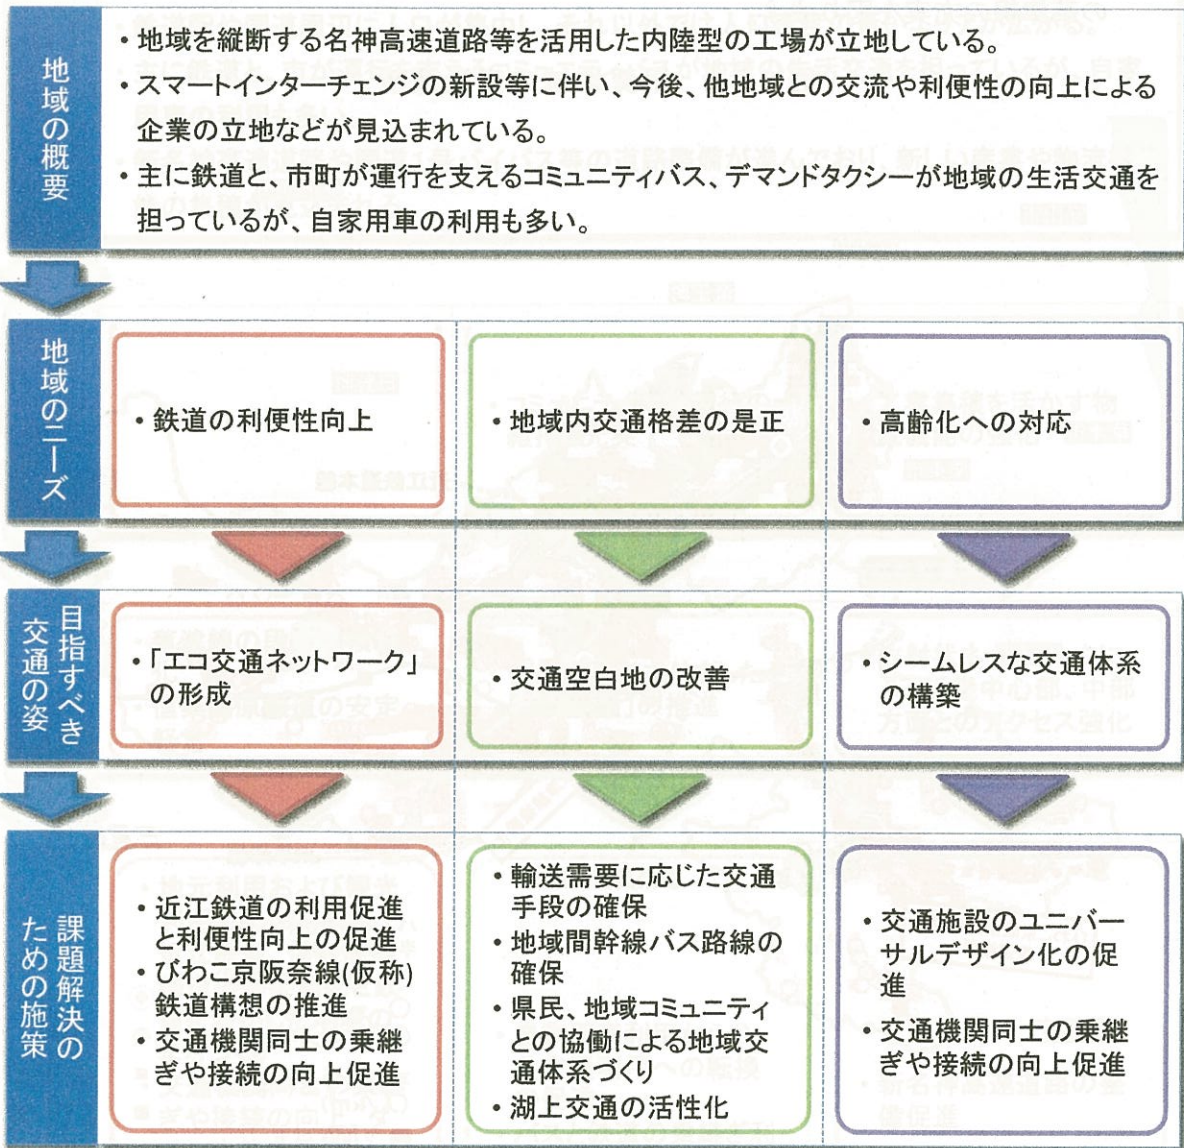 地域の概要
・地域を縦断する名神高速道路等を活用した内陸型の工場が立地している。
・スマートインターチェンジの新設等に伴い、今後、他地域との交流や利便性の向上による
企業の立地などが見込まれている。
・主に鉄道と、市町が運行を支えるコミュニティバス、デマンドタクシーが地域の生活交通を
担っているが、自家用車の利用も多い。
地域のニーズ
・鉄道の利便性向上
・地域内交通格差の是正
・高齢化への対応
目指すべき
交通の姿
・「エコ交通ネットワーク」
の形成
・交通空白地の改善
・シームレスな交通体系
の構築
課題解決の
ための施策
・近江鉄道の利用促進
と利便性向上の促進
・びわこ京阪奈線(仮称)
鉄道構想の推進
・交通機関同士の乗継
ぎや接続の向上促進
・輸送需要に応じた交通
手段の確保
・地域間幹線バス路線の
確保
・県民、地域コミュニティ
との協働による地域交
通体系づくり
・湖上交通の活性化
・交通施設のユニバー
サルデザイン化の促
進
・交通機関同士の乗継
ぎや接続の向上促進